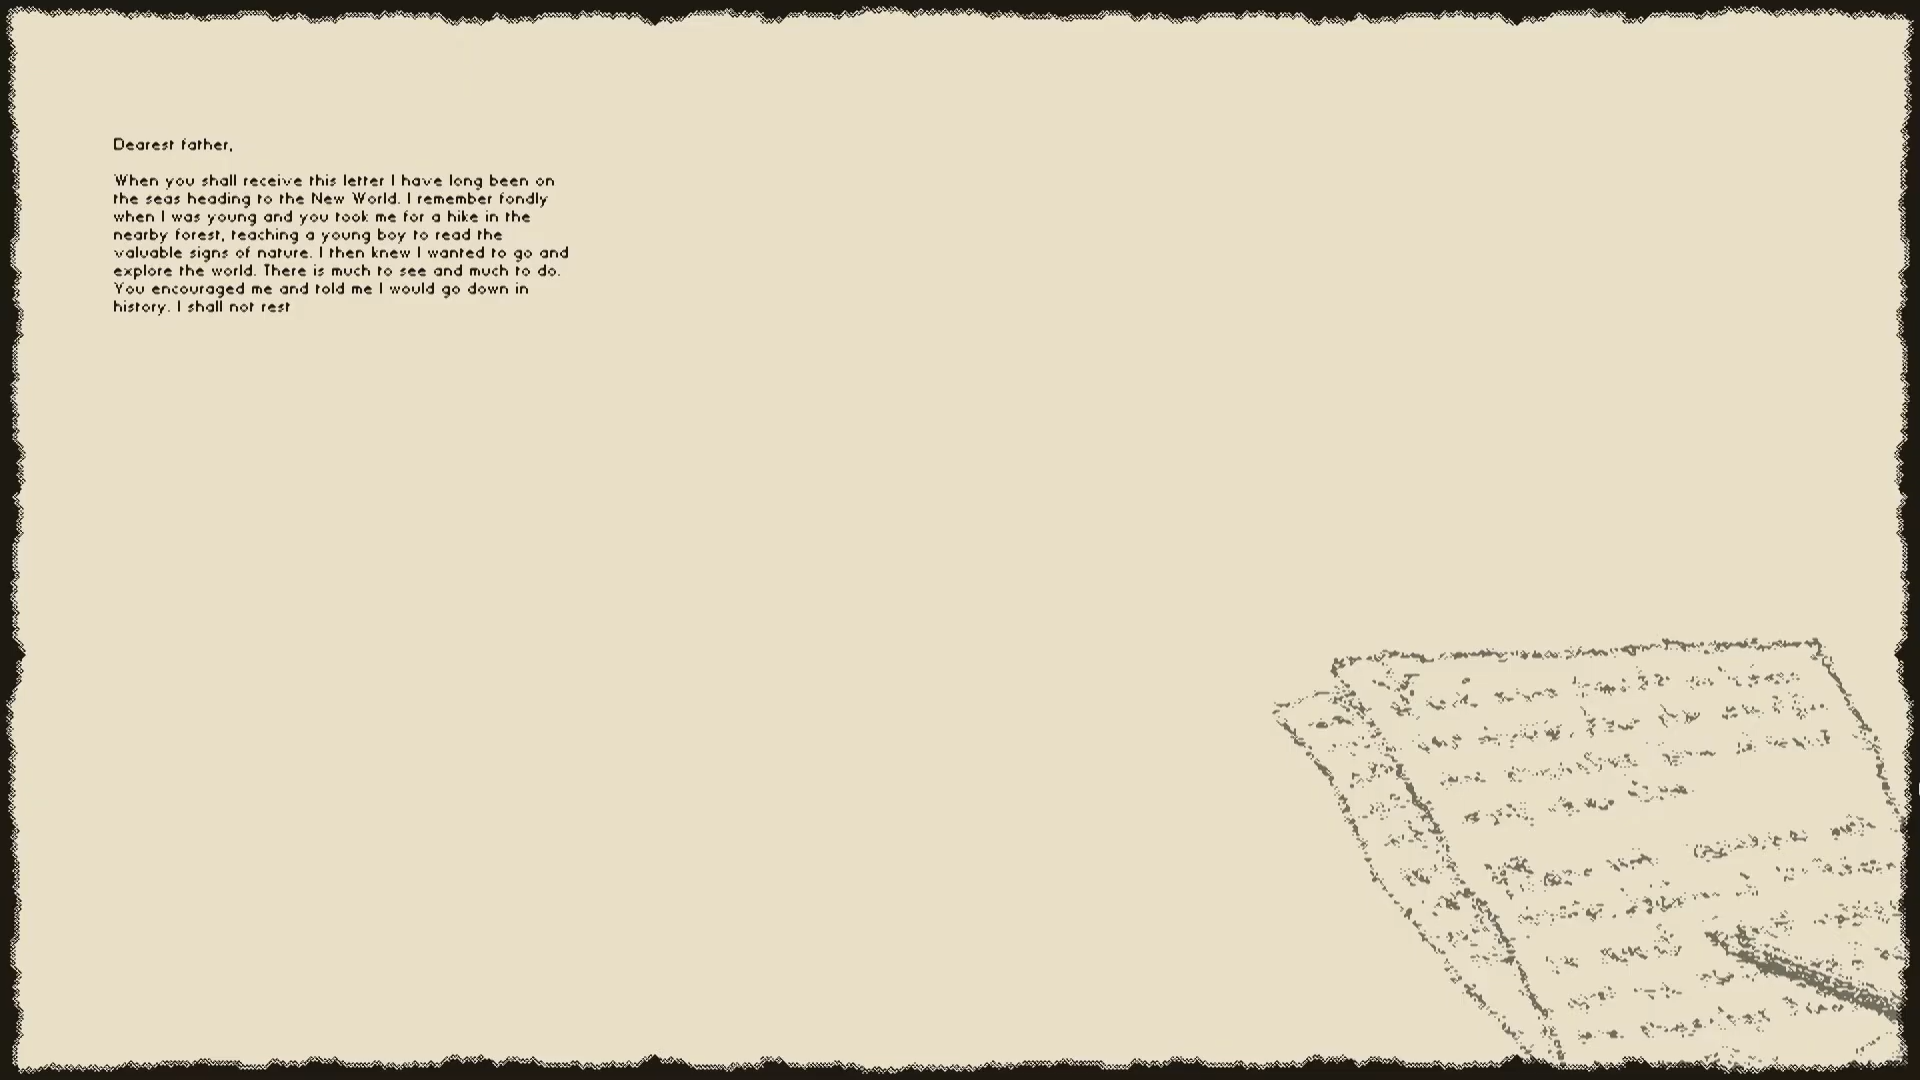 Dearest father,
When you shall receive this letter I have long been on
the seas heading to the New World. I remember fondly
when I was young and you took me for a hike in the
nearby forest, teaching a young boy to read the
valuable signs of nature. I then knew I wanted to go and
explore the world. There is much to see and much to do.
You encouraged me and told me I would go down in
history. I shall not rest